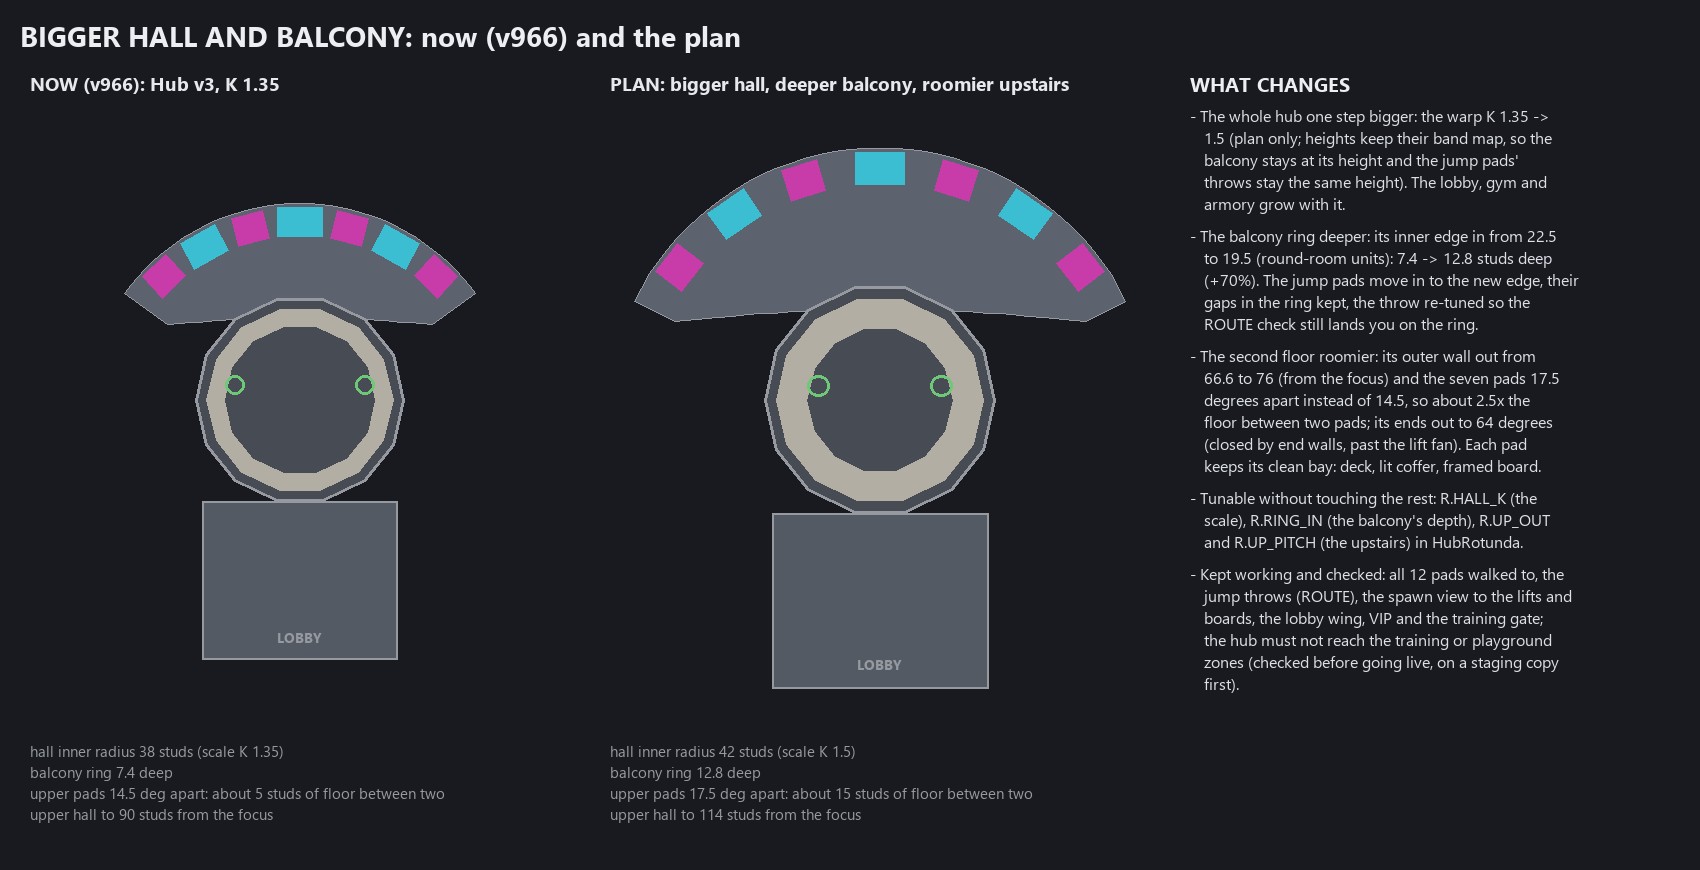 BIGGER HALL AND BALCONY: now (v966) and the plan
NOW (v966): Hub v3, K 1.35
LOBBY
hall inner radius 38 studs (scale K 1.35)
balcony ring 7.4 deep
upper pads 14.5 deg apart: about 5 studs of floor between two
upper hall to 90 studs from the focus
PLAN: bigger hall, deeper balcony, roomier upstairs
LOBBY
hall inner radius 42 studs (scale K 1.5)
balcony ring 12.8 deep
upper pads 17.5 deg apart: about 15 studs of floor between two
upper hall to 114 studs from the focus
WHAT CHANGES
- The whole hub one step bigger: the warp K 1.35 ->
1.5 (plan only; heights keep their band map, so the
balcony stays at its height and the jump pads'
throws stay the same height). The lobby, gym and
armory grow with it.
- The balcony ring deeper: its inner edge in from 22.5
to 19.5 (round-room units): 7.4 -> 12.8 studs deep
(+70%). The jump pads move in to the new edge, their
gaps in the ring kept, the throw re-tuned so the
ROUTE check still lands you on the ring.
- The second floor roomier: its outer wall out from
66.6 to 76 (from the focus) and the seven pads 17.5
degrees apart instead of 14.5, so about 2.5x the
floor between two pads; its ends out to 64 degrees
(closed by end walls, past the lift fan). Each pad
keeps its clean bay: deck, lit coffer, framed board.
- Tunable without touching the rest: R.HALL_K (the
scale), R.RING_IN (the balcony's depth), R.UP_OUT
and R.UP_PITCH (the upstairs) in HubRotunda.
- Kept working and checked: all 12 pads walked to, the
jump throws (ROUTE), the spawn view to the lifts and
boards, the lobby wing, VIP and the training gate;
the hub must not reach the training or playground
zones (checked before going live, on a staging copy
first).